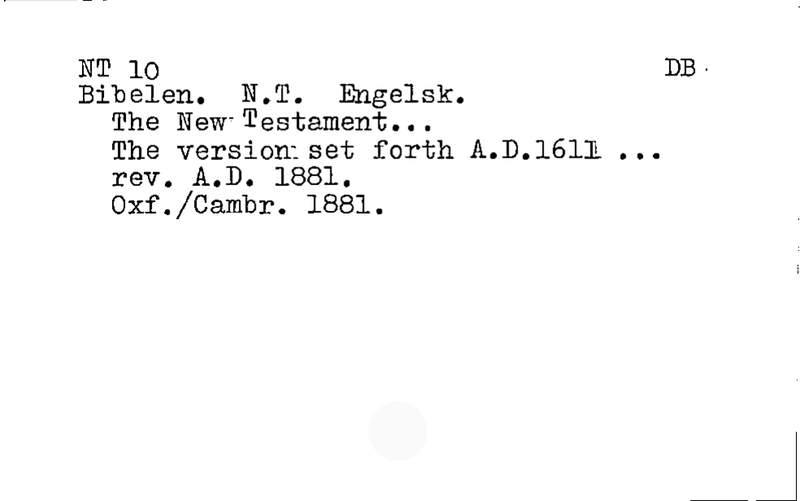 NT 10 DB
Bibelen. N.T. Engelsk.
The New Testament...
The version set forth A.D.1611 ...
rev. A.D. 1881.
Oxf./Cambr. 1881.